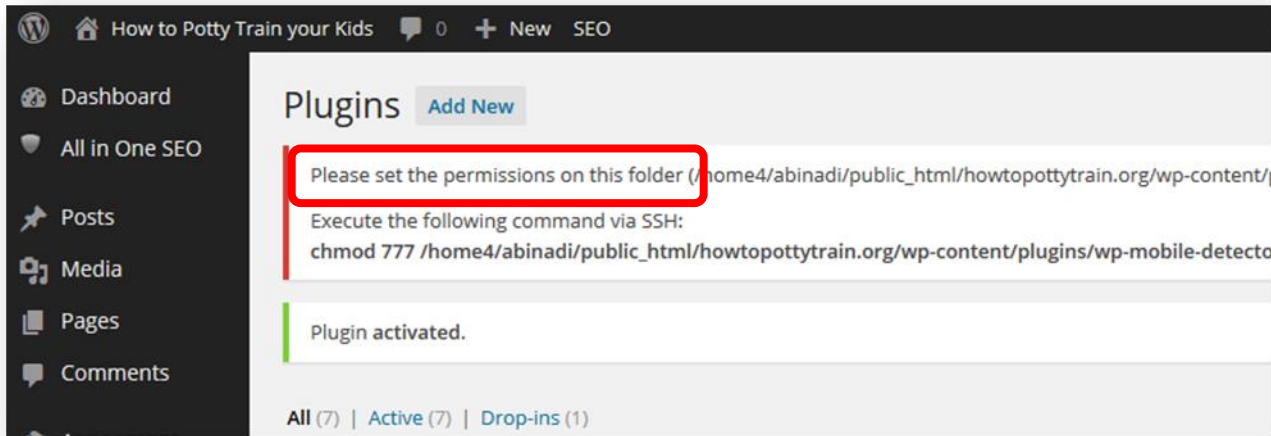 How to Potty Train your Kids 0 + New SEO
Dashboard
All in One SEO
Posts
Media
Pages
Comments
Plugins Add New
Please set the permissions on this folder (/home4/abinadi/public_html/howtopottytrain.org/wp-content/
Execute the following command via SSH:
chmod 777 /home4/abinadi/public_html/howtopottytrain.org/wp-content/plugins/wp-mobile-detecto
Plugin activated.
All (7) | Active (7) | Drop-ins (1)